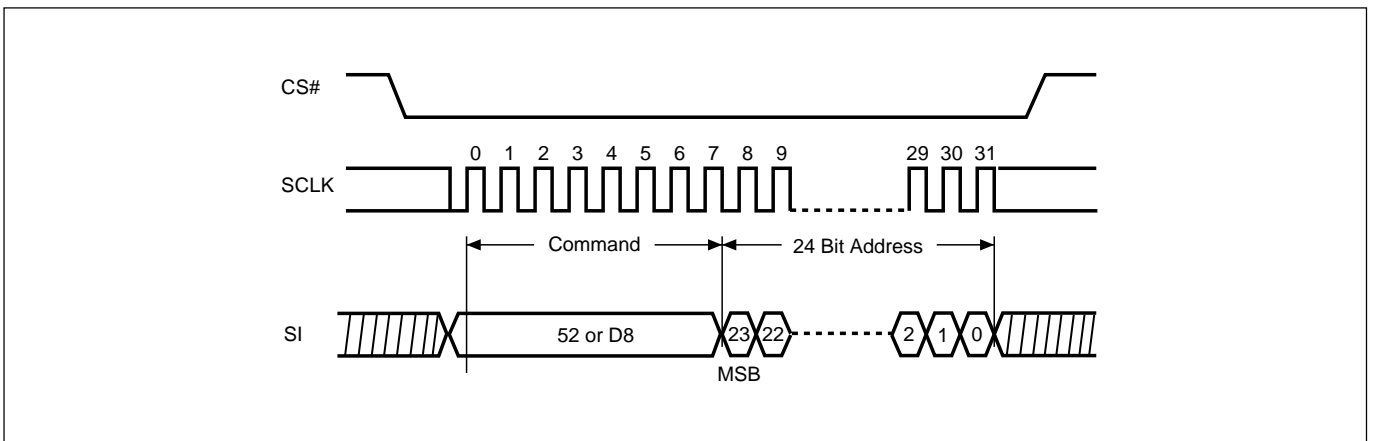 CS#
0 1 2 3 4 5 6 7 8 9 29 30 31
SCLK
Command 24 Bit Address
SI 52 or D8 23 22 2 1 0
MSB